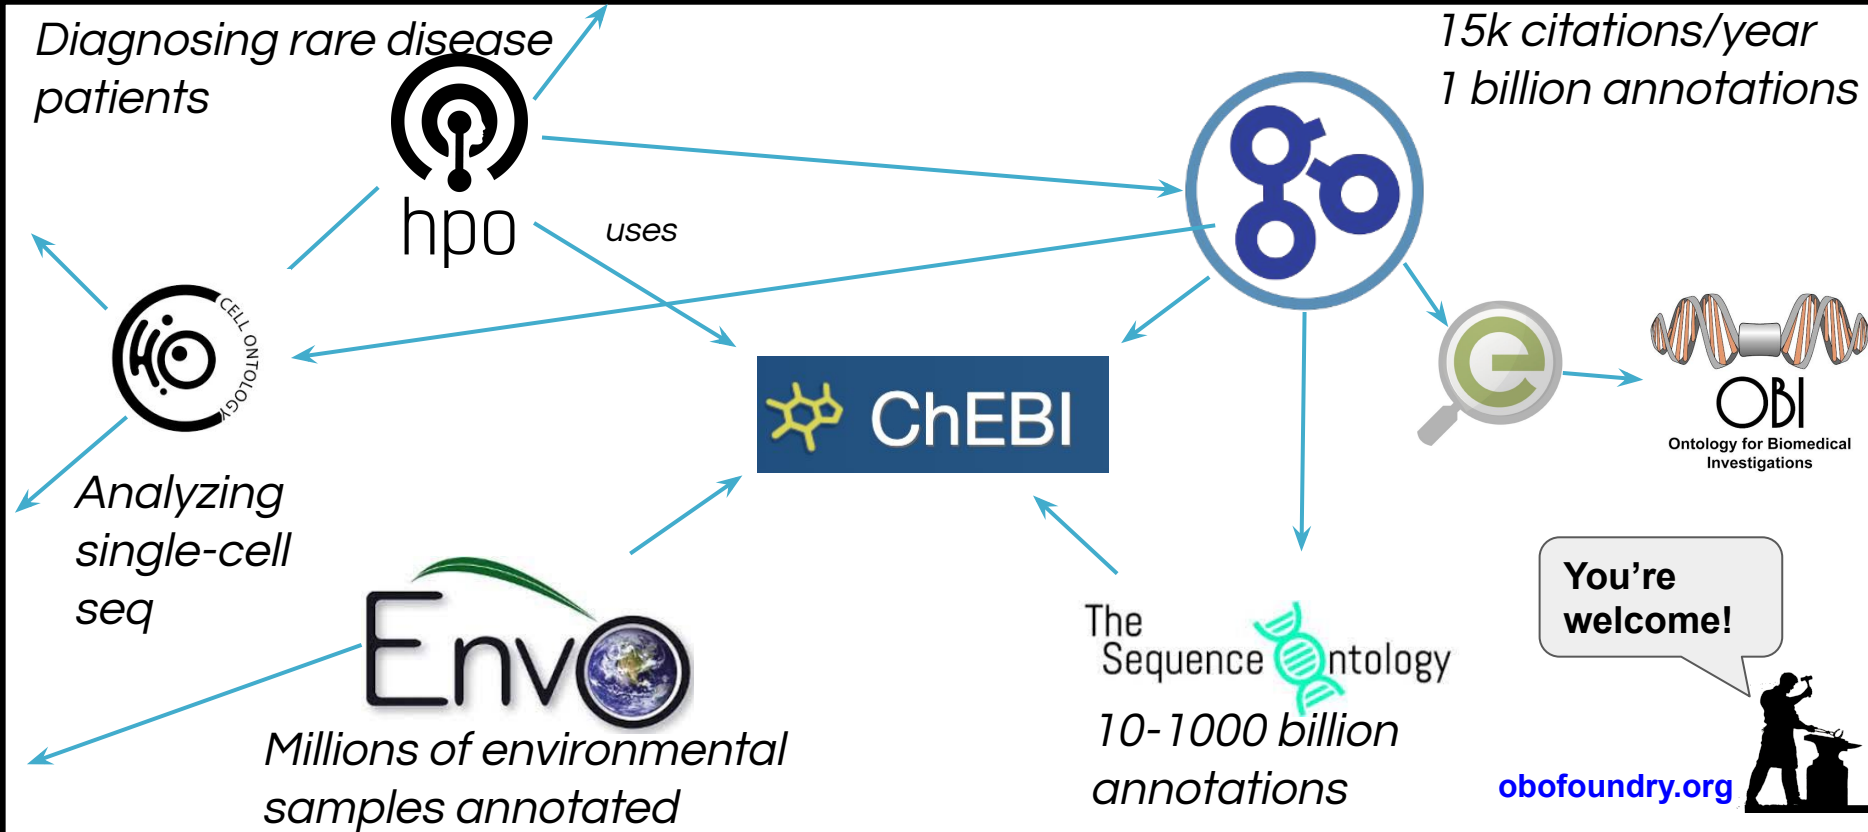 Diagnosing rare disease
patients
15k citations/year
1 billion annotations
hpo
uses
go
CELL ONTOLOGY
ChEBI
e
OBI
Ontology for Biomedical
Investigations
Analyzing
single-cell
seq
EnvO
Millions of environmental
samples annotated
The
Sequence Ontology
10-1000 billion
annotations
You’re
welcome!
obofoundry.org